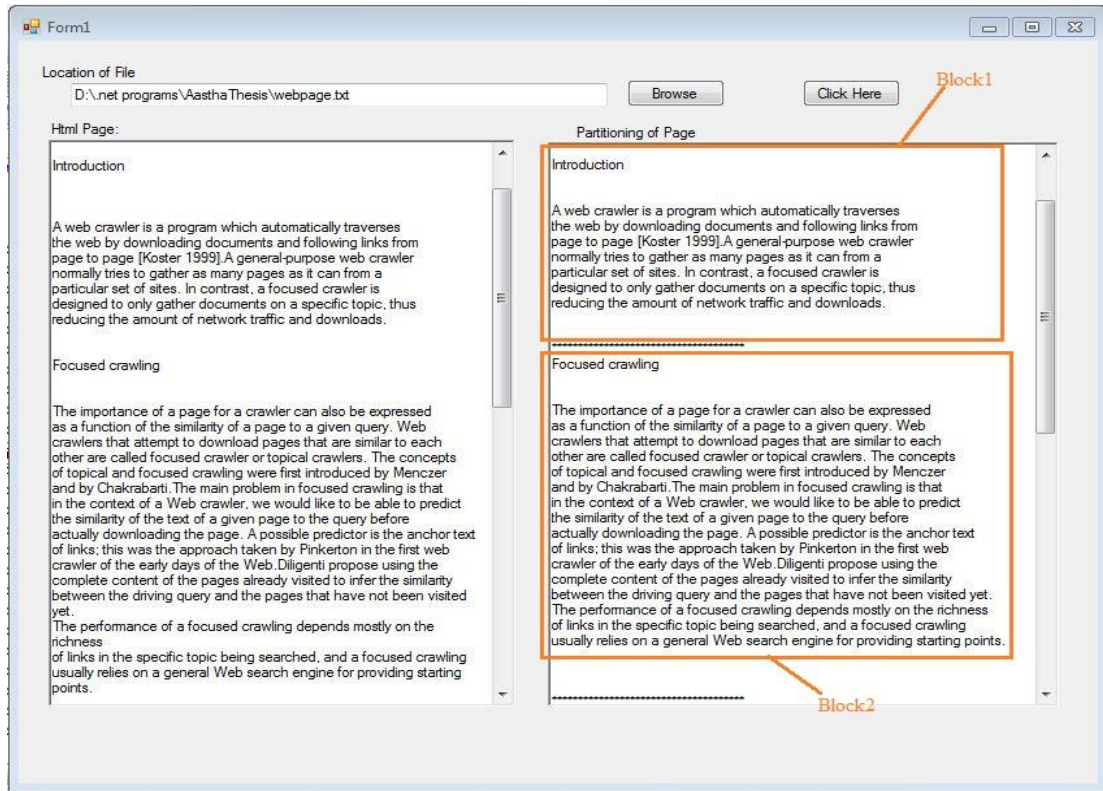 Form1
Location of File
D:\.net programs\AasthaThesis\webpage.txt
Browse
Click Here
Block1
Html Page:
Introduction
A web crawler is a program which automatically traverses
the web by downloading documents and following links from
page to page [Koster 1999].A general-purpose web crawler
normally tries to gather as many pages as it can from a
particular set of sites. In contrast, a focused crawler is
designed to only gather documents on a specific topic, thus
reducing the amount of network traffic and downloads.
Focused crawling
The importance of a page for a crawler can also be expressed
as a function of the similarity of a page to a given query. Web
crawlers that attempt to download pages that are similar to each
other are called focused crawler or topical crawlers. The concepts
of topical and focused crawling were first introduced by Menczer
and by Chakrabarti.The main problem in focused crawling is that
in the context of a Web crawler, we would like to be able to predict
the similarity of the text of a given page to the query before
actually downloading the page. A possible predictor is the anchor text
of links; this was the approach taken by Pinkerton in the first web
crawler of the early days of the Web.Diligenti propose using the
complete content of the pages already visited to infer the similarity
between the driving query and the pages that have not been visited
yet.
The performance of a focused crawling depends mostly on the
richness
of links in the specific topic being searched, and a focused crawling
usually relies on a general Web search engine for providing starting
points.
Partitioning of Page
Introduction
A web crawler is a program which automatically traverses
the web by downloading documents and following links from
page to page [Koster 1999].A general-purpose web crawler
normally tries to gather as many pages as it can from a
particular set of sites. In contrast, a focused crawler is
designed to only gather documents on a specific topic, thus
reducing the amount of network traffic and downloads.
Focused crawling
The importance of a page for a crawler can also be expressed
as a function of the similarity of a page to a given query. Web
crawlers that attempt to download pages that are similar to each
other are called focused crawler or topical crawlers. The concepts
of topical and focused crawling were first introduced by Menczer
and by Chakrabarti.The main problem in focused crawling is that
in the context of a Web crawler, we would like to be able to predict
the similarity of the text of a given page to the query before
actually downloading the page. A possible predictor is the anchor text
of links; this was the approach taken by Pinkerton in the first web
crawler of the early days of the Web.Diligenti propose using the
complete content of the pages already visited to infer the similarity
between the driving query and the pages that have not been visited yet.
The performance of a focused crawling depends mostly on the richness
of links in the specific topic being searched, and a focused crawling
usually relies on a general Web search engine for providing starting points.
Block2